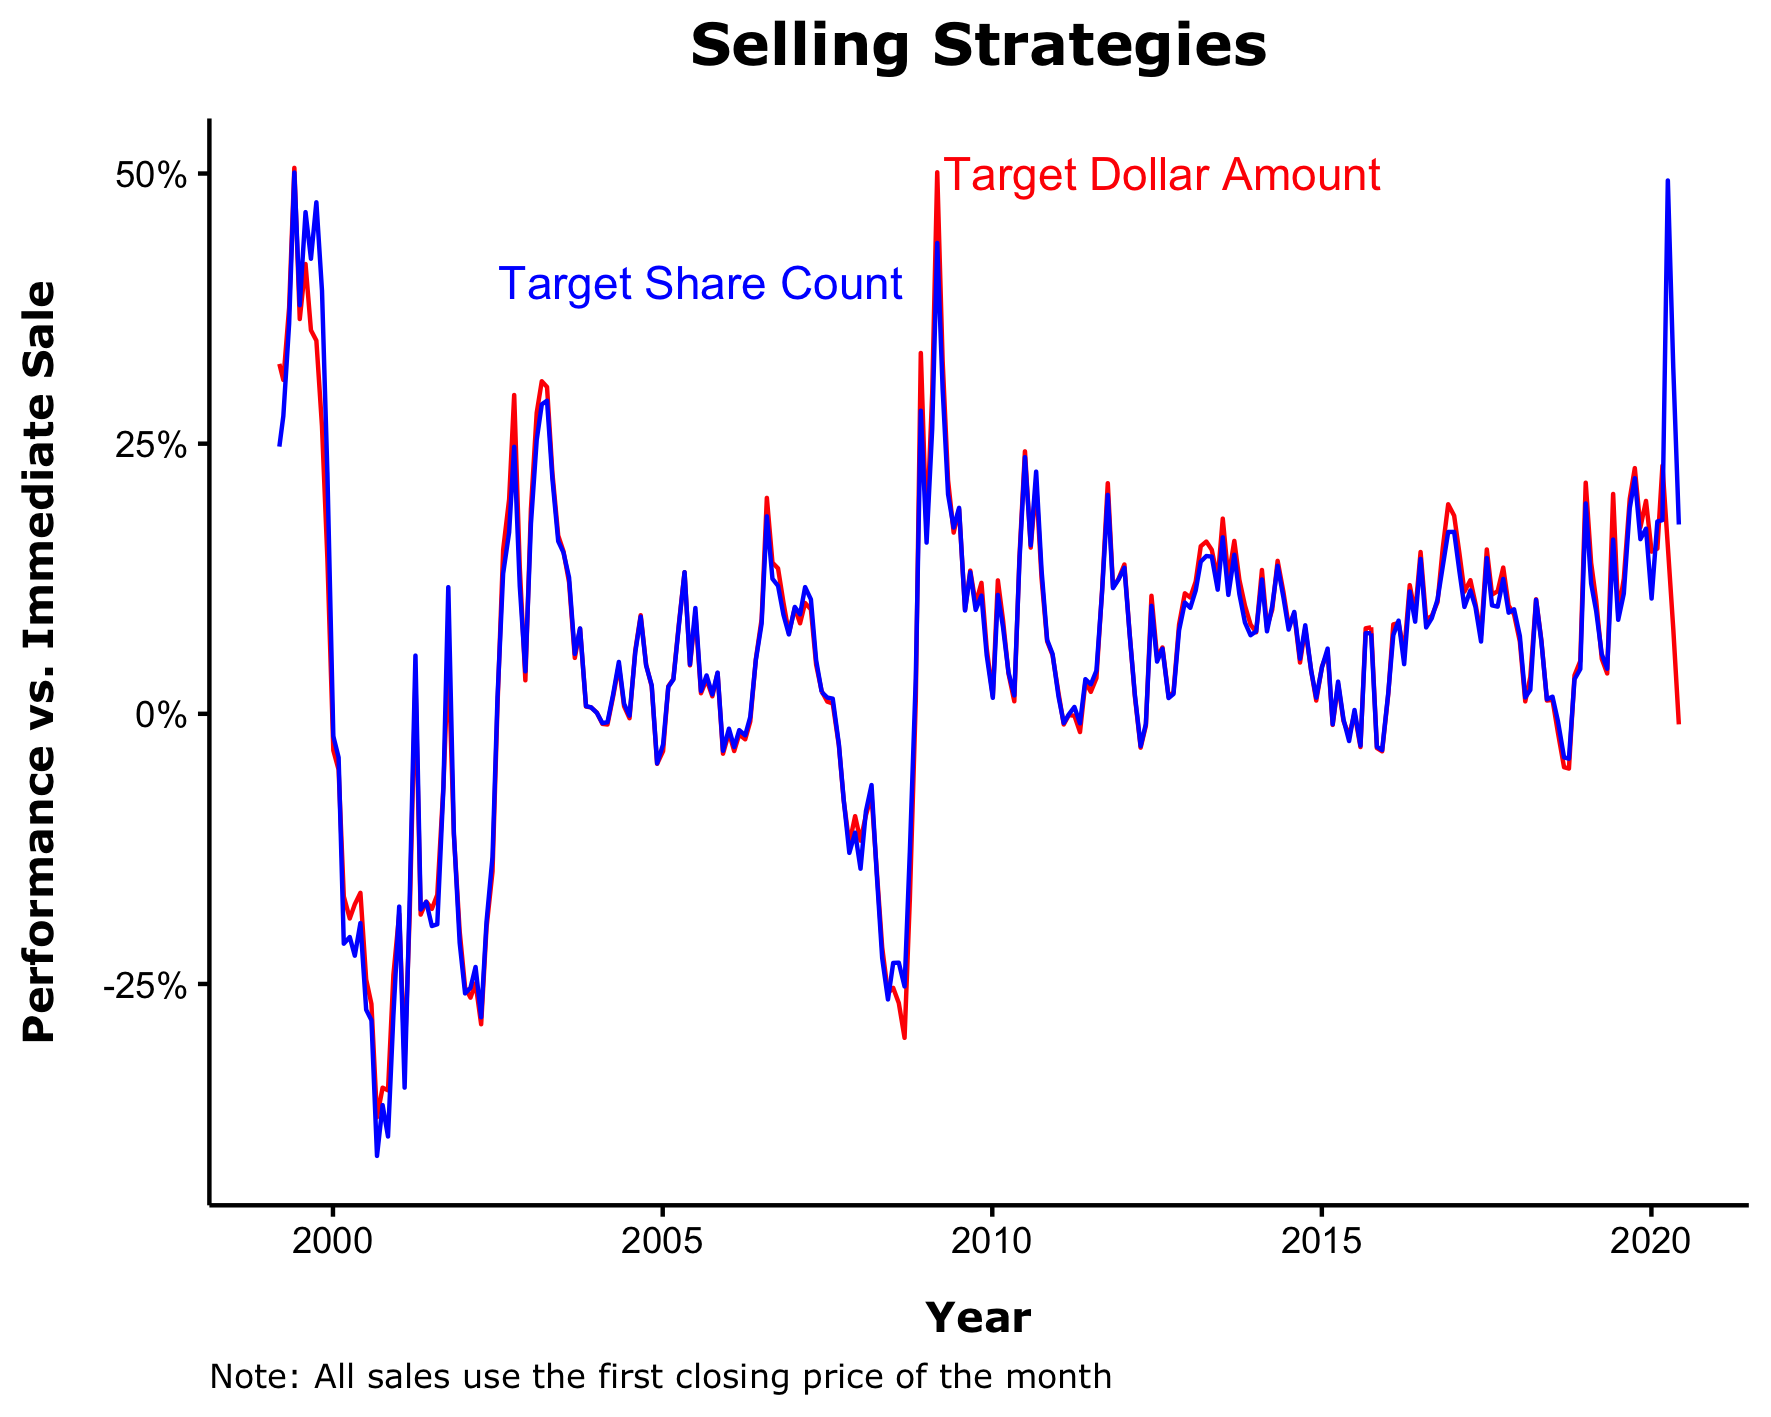 Selling Strategies
Performance vs. Immediate Sale
50%
25%
0%
-25%
Target Dollar Amount
Target Share Count
2000 2005 2010 2015 2020
Year
Note: All sales use the first closing price of the month